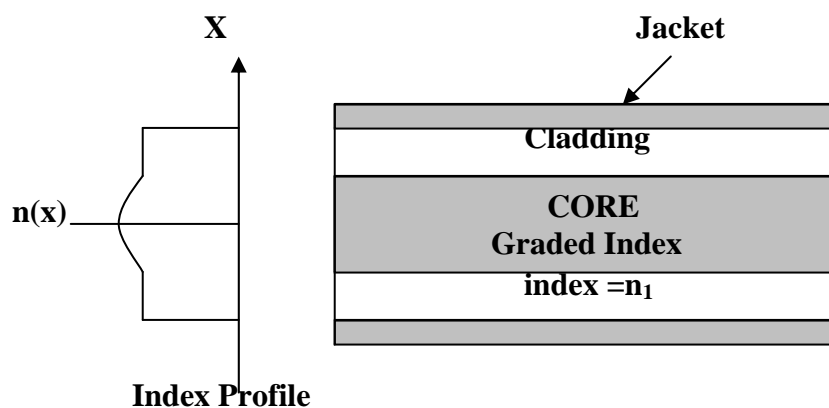 X
Jacket
Cladding
n(x)
CORE
Graded Index
index =n₁
Index Profile